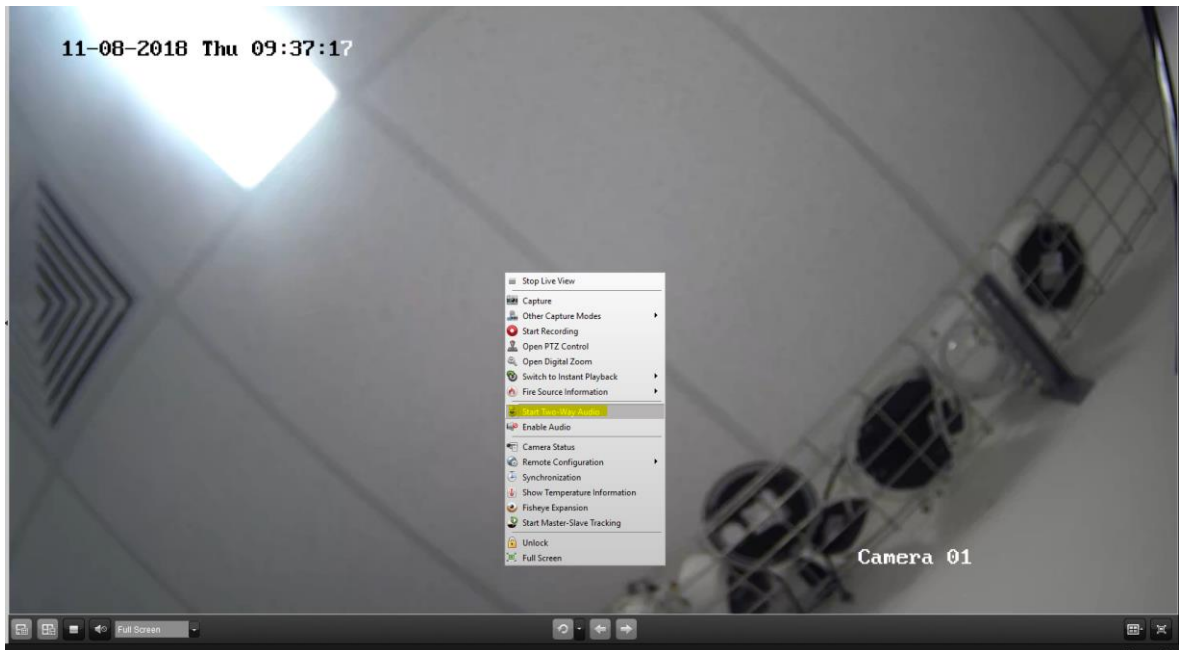 11-08-2018 Thu 09:37:17
Stop Live View
Capture
Other Capture Modes
Start Recording
Open PTZ Control
Open Digital Zoom
Switch to Instant Playback
Fire Source Information
Start Two-Way Audio
Enable Audio
Camera Status
Remote Configuration
Synchronization
Show Temperature Information
Fisheye Expansion
Start Master-Slave Tracking
Unlock
Full Screen
Camera 01
Full Screen